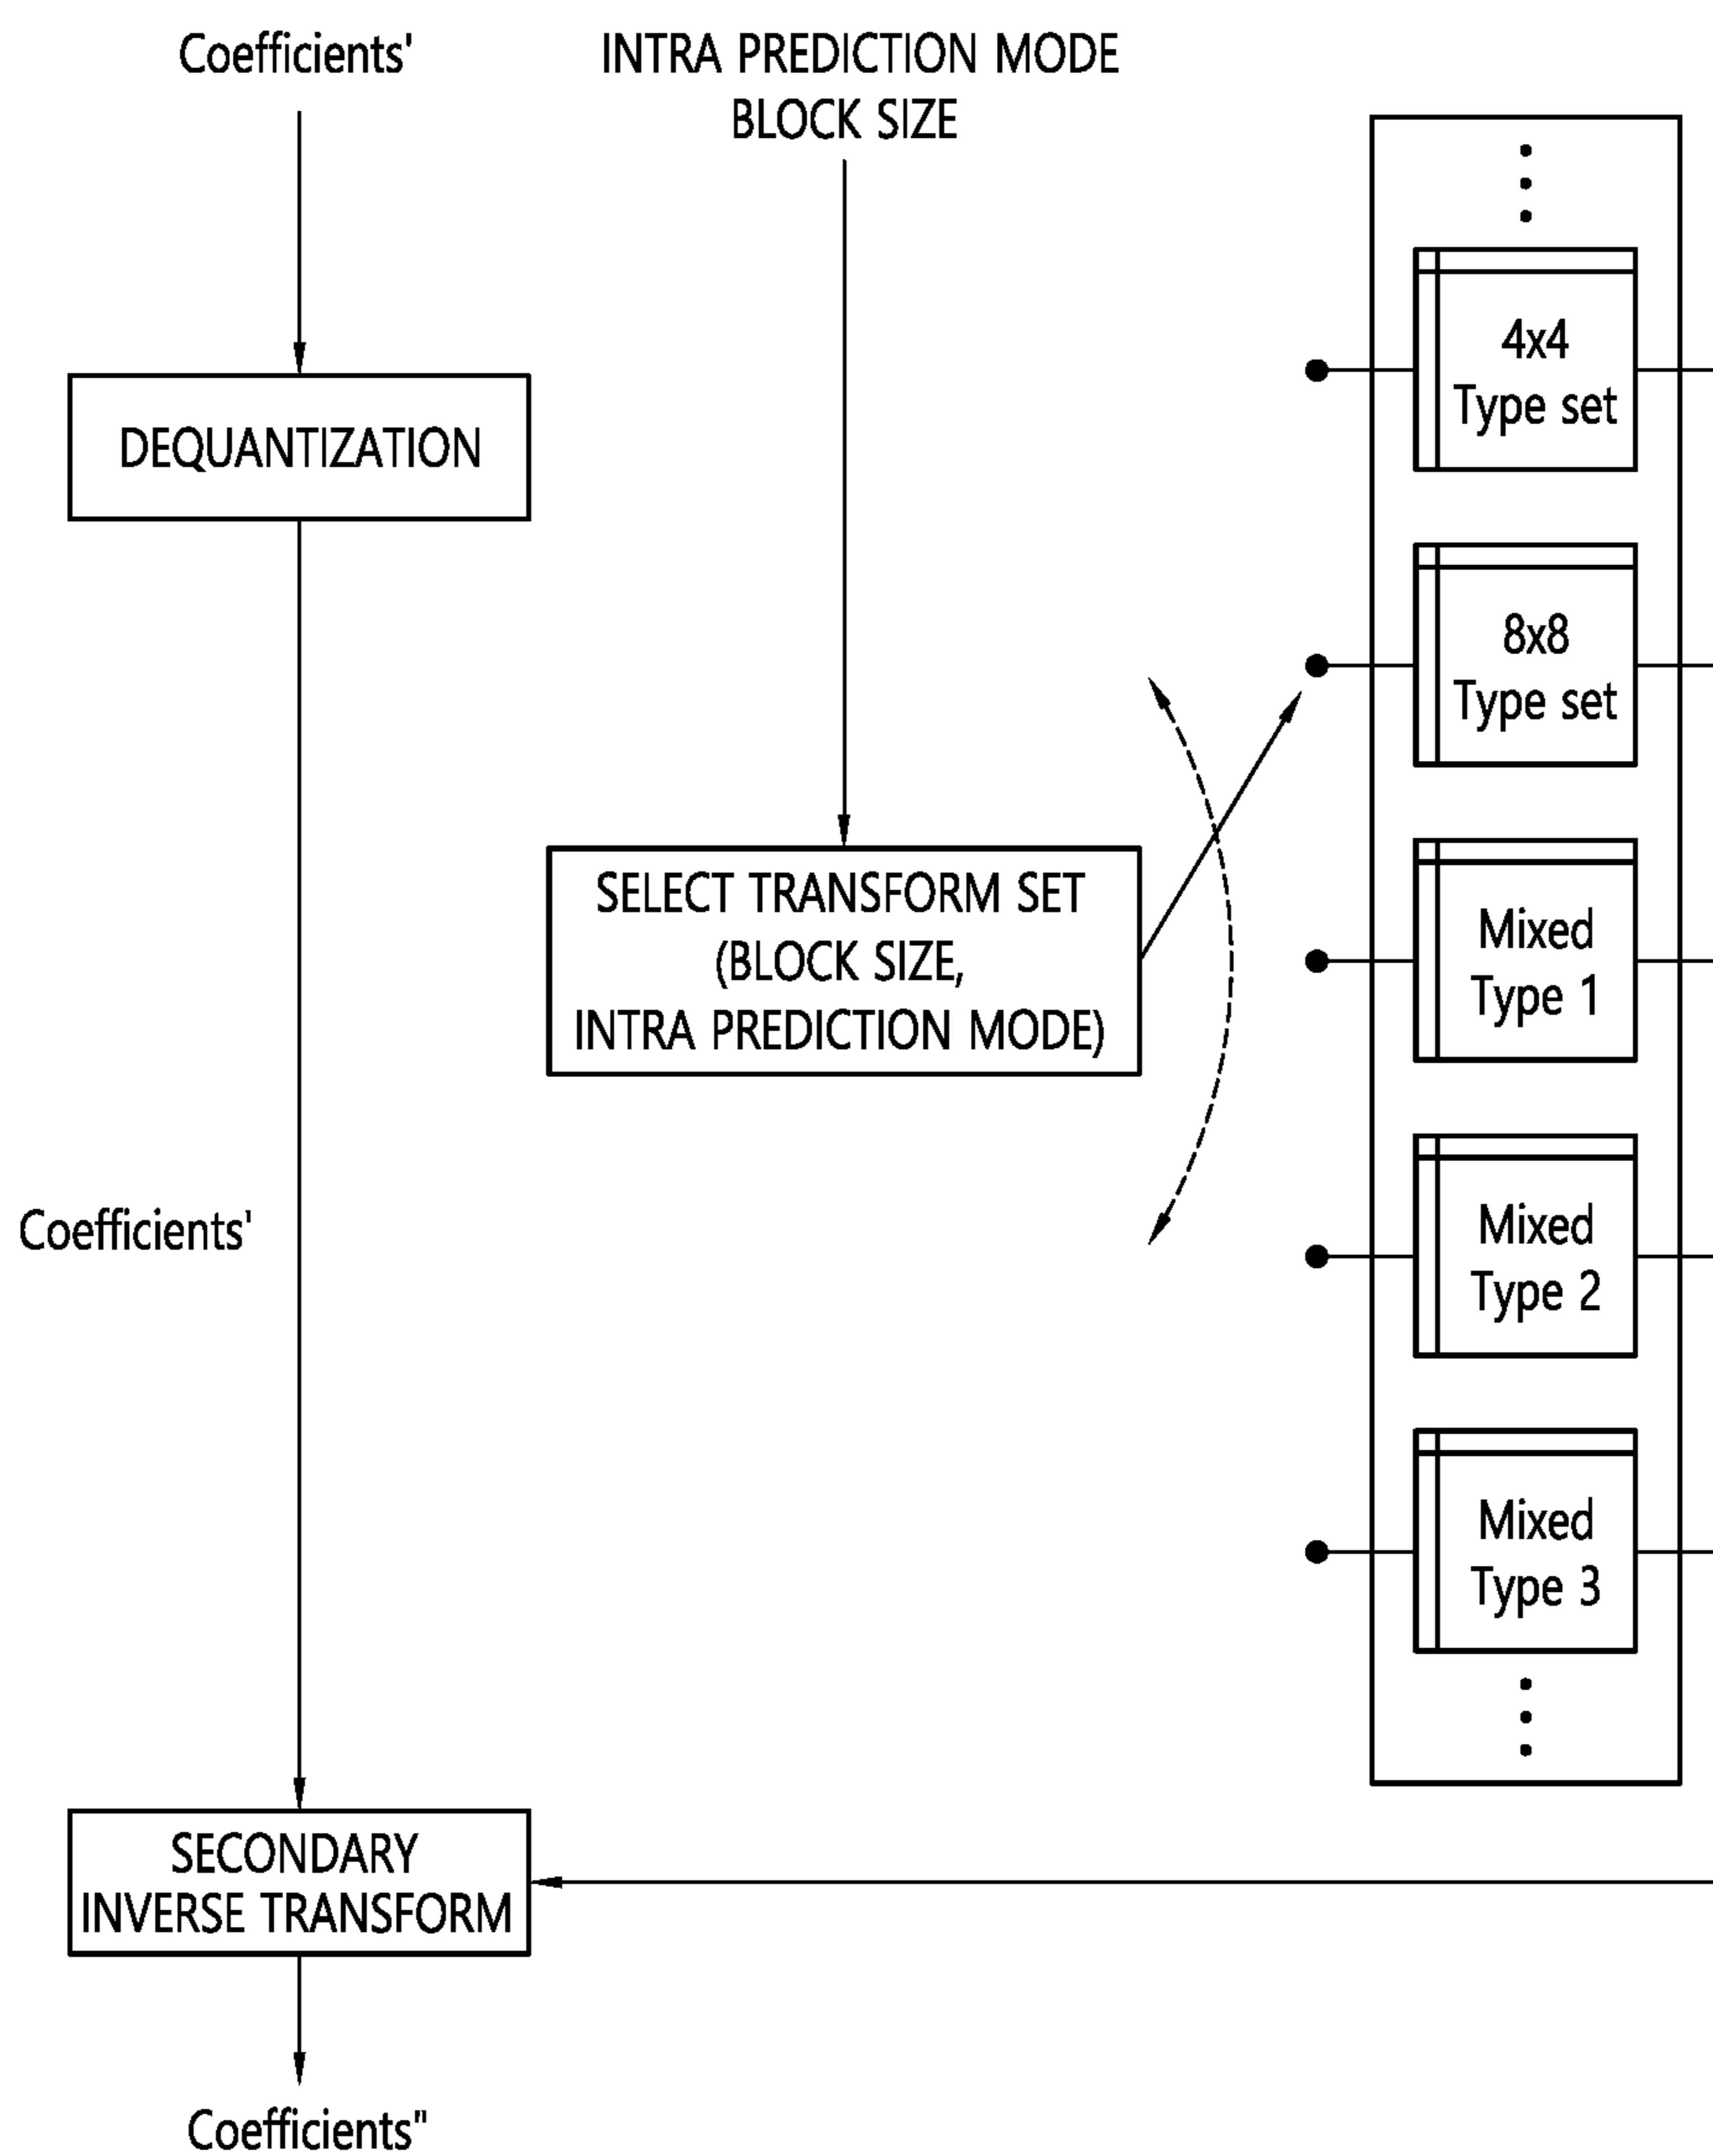 Coefficients'
INTRA PREDICTION MODE
BLOCK SIZE
4x4
Type set
DEQUANTIZATION
8x8
Type set
SELECT TRANSFORM SET
(BLOCK SIZE,
INTRA PREDICTION MODE)
Mixed
Type 1
Coefficients'
Mixed
Type 2
Mixed
Type 3
SECONDARY
INVERSE TRANSFORM
Coefficients"